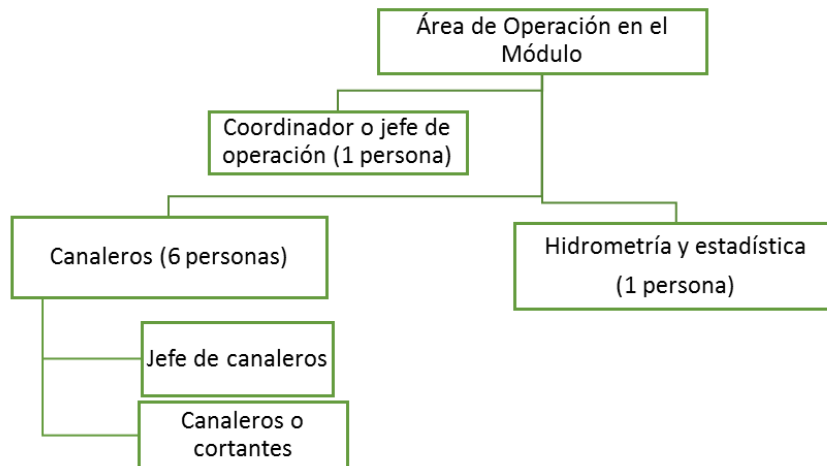 Área de Operación en el
Módulo
Coordinador o jefe de
operación (1 persona)
Canaleros (6 personas)
Hidrometría y estadística
(1 persona)
Jefe de canaleros
Canaleros o
cortantes